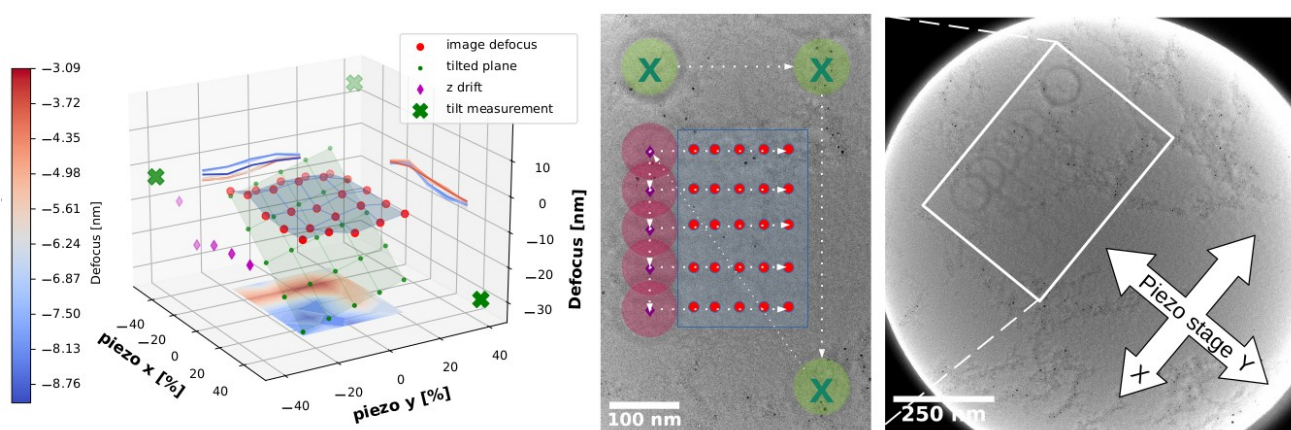 image defocus
tilted plane
z drift
tilt measurement
−3.09
−3.72
−4.35
−4.98
−5.61
−6.24
−6.87
−7.50
−8.13
−8.76
Defocus [nm]
10
0
−10
−20
−30
Defocus [nm]
−40
−20
0
20
40
piezo x [%]
−40
−20
0
20
40
piezo y [%]
X
X
X
100 nm
Piezo stage
X
Y
250 nm